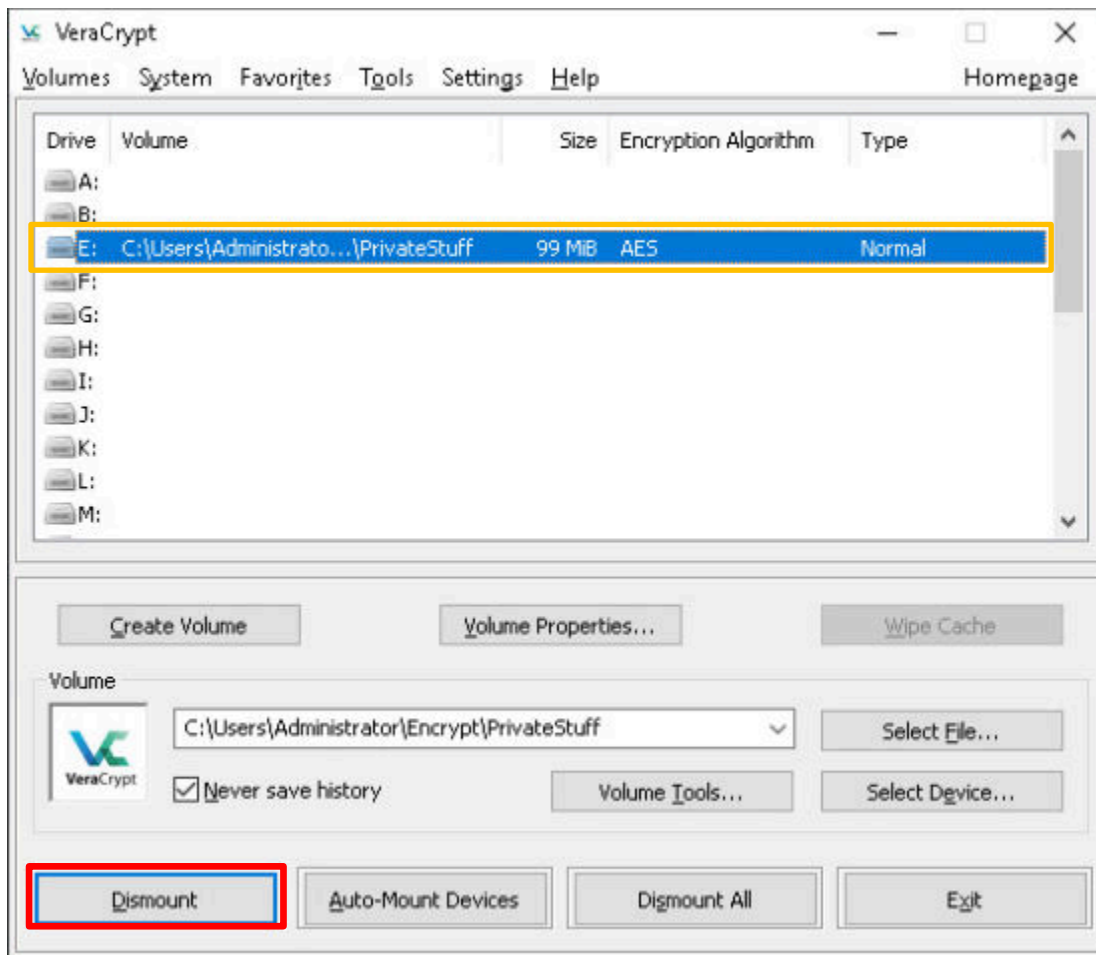 VeraCrypt
Volumes System Favorites Tools Settings Help Homepage
Drive Volume Size Encryption Algorithm Type
A:
B:
E: C:\Users\Administrato...\PrivateStuff 99 MiB AES Normal
F:
G:
H:
I:
J:
K:
L:
M:
Create Volume Volume Properties... Wipe Cache
Volume
C:\Users\Administrator\Encrypt\PrivateStuff Select File...
VeraCrypt
Never save history Volume Tools... Select Device...
Dismount Auto-Mount Devices Dismount All Exit